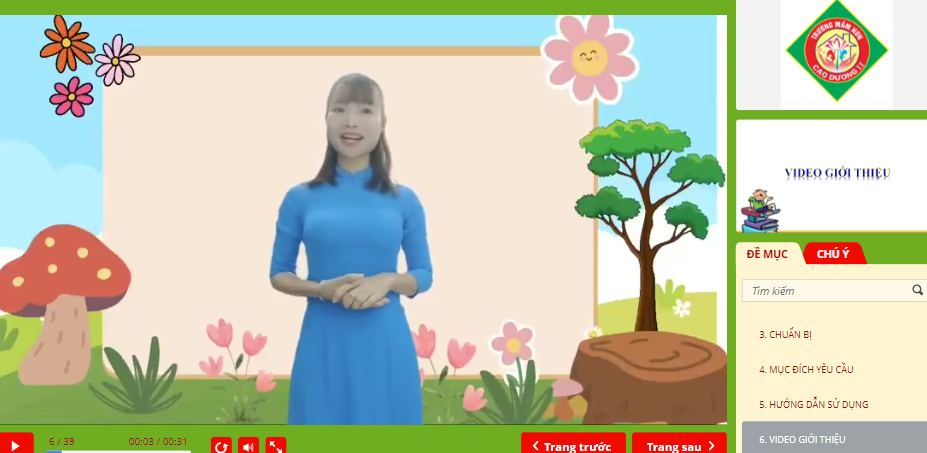 TRƯỜNG MẦM NON
CAO DƯƠNG II
VIDEO GIỚI THIỆU
ĐỀ MỤC
CHÚ Ý
Tìm kiếm
3. CHUẨN BỊ
4. MỤC ĐÍCH YÊU CẦU
5. HƯỚNG DẪN SỬ DỤNG
6. VIDEO GIỚI THIỆU
6 / 39
00:03 / 00:31
Trang trước
Trang sau